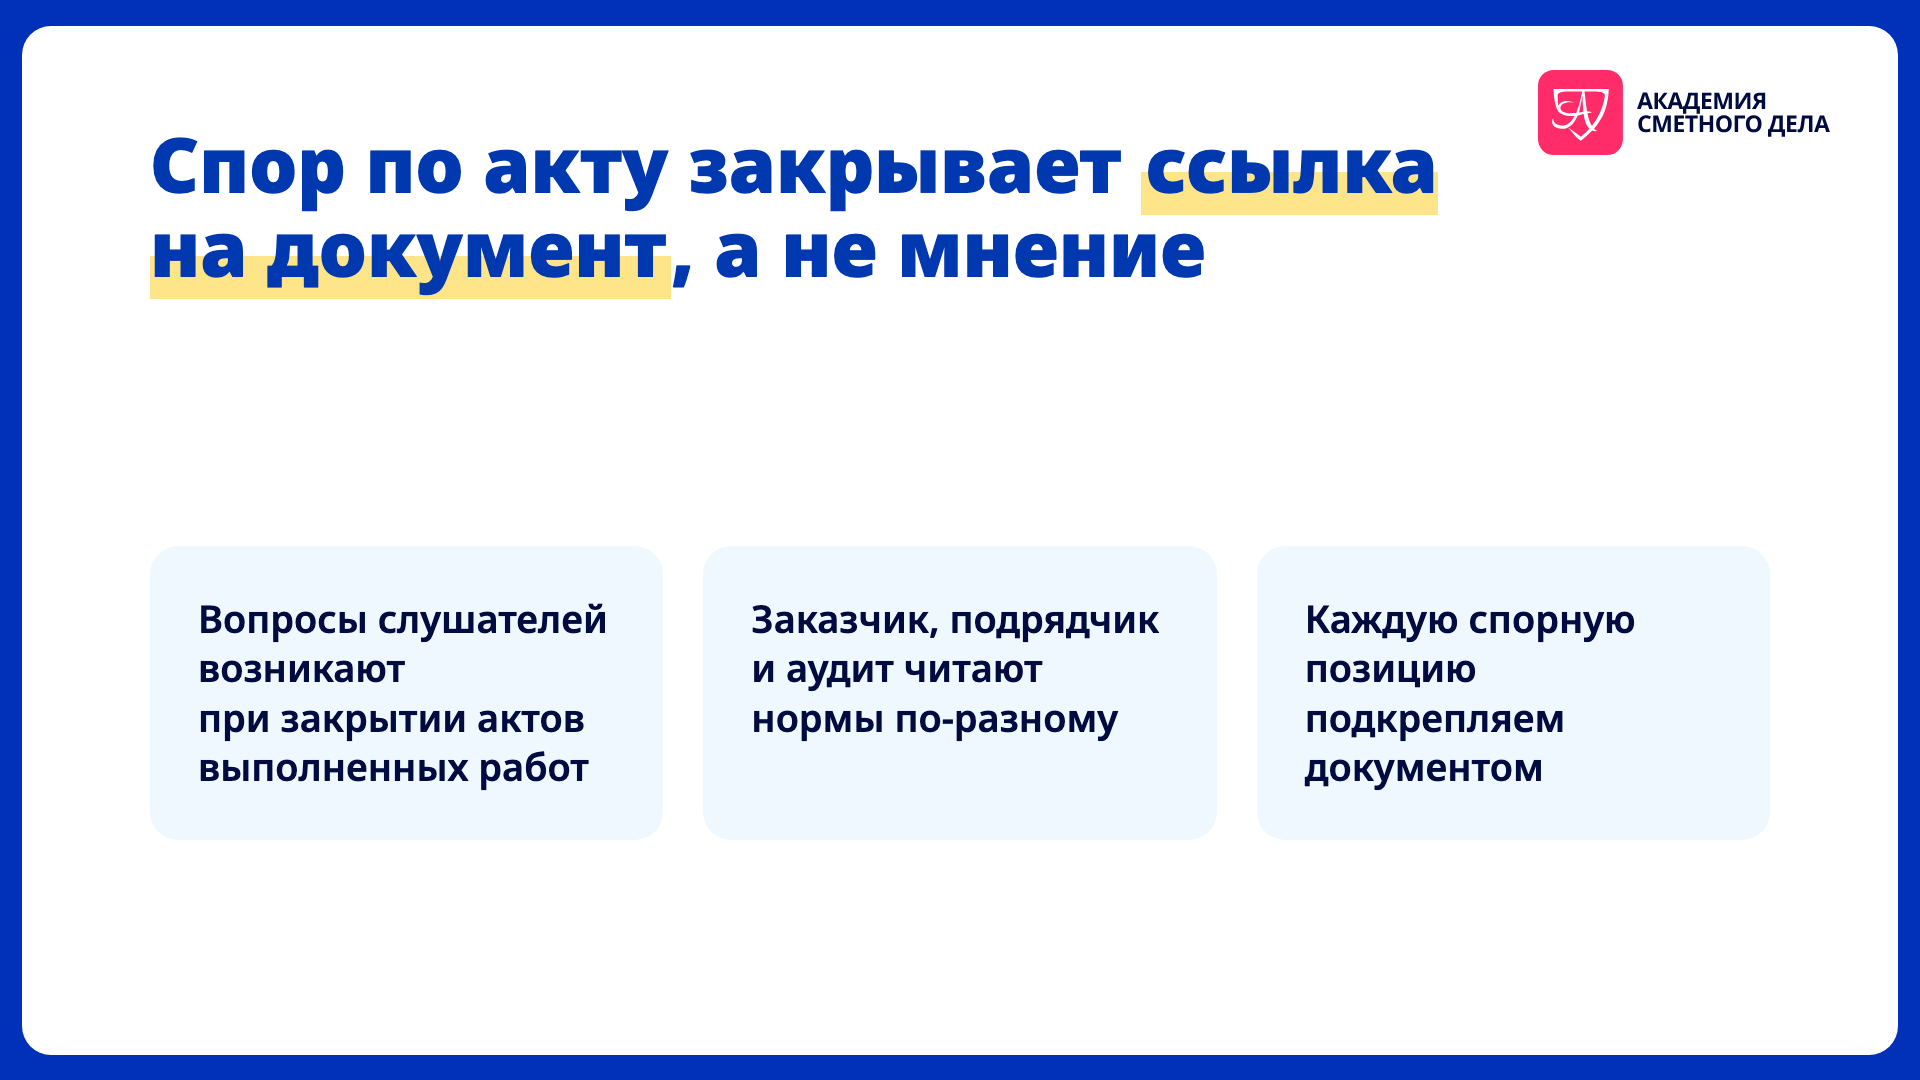 АКАДЕМИЯ
СМЕТНОГО ДЕЛА
Спор по акту закрывает ссылка
на документ, а не мнение
Вопросы слушателей
возникают
при закрытии актов
выполненных работ
Заказчик, подрядчик
и аудит читают
нормы по-разному
Каждую спорную
позицию
подкрепляем
документом